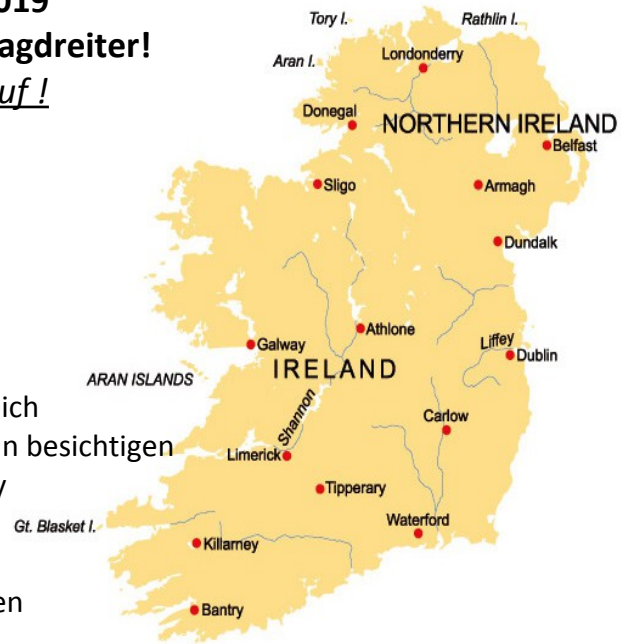 019
agdreiter!
uf !
ich
n besichtigen
y
en
Tory I.
Rathlin I.
Aran I.
Londonderry
Donegal
NORTHERN IRELAND
Belfast
Sligo
Armagh
Dundalk
Athlone
Galway
Liffey
Dublin
IRELAND
ARAN ISLANDS
Shannon
Carlow
Limerick
Tipperary
Gt. Blasket I.
Waterford
Killarney
Bantry